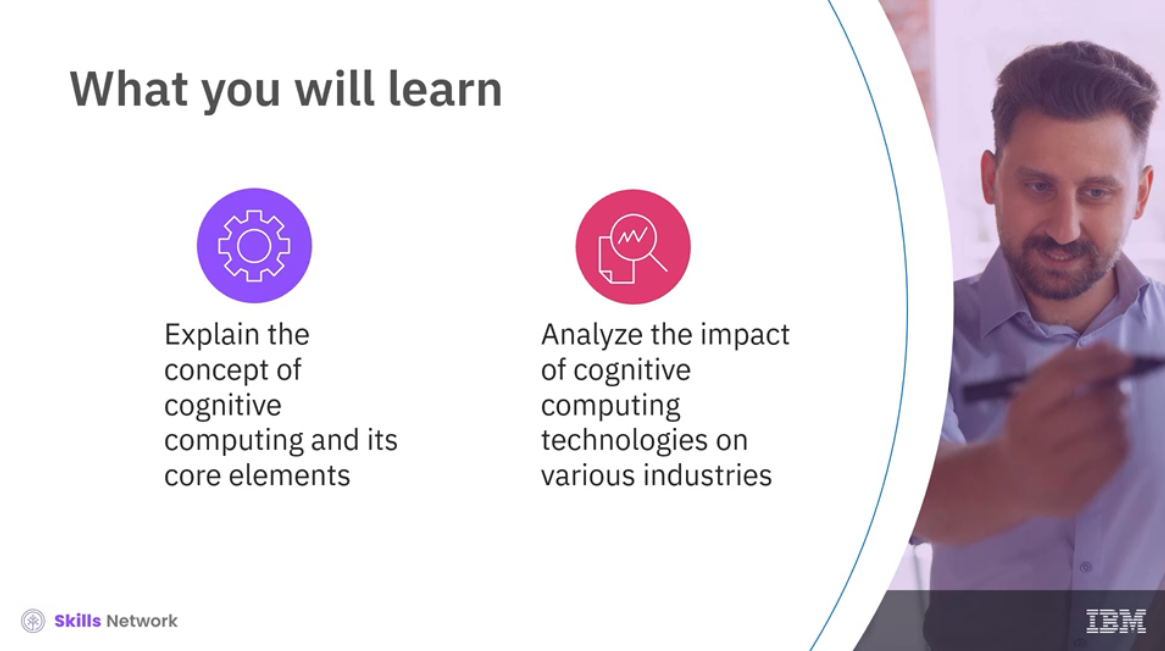 What you will learn
Explain the
concept of
cognitive
computing and its
core elements
Analyze the impact
of cognitive
computing
technologies on
various industries
Skills Network
IBM